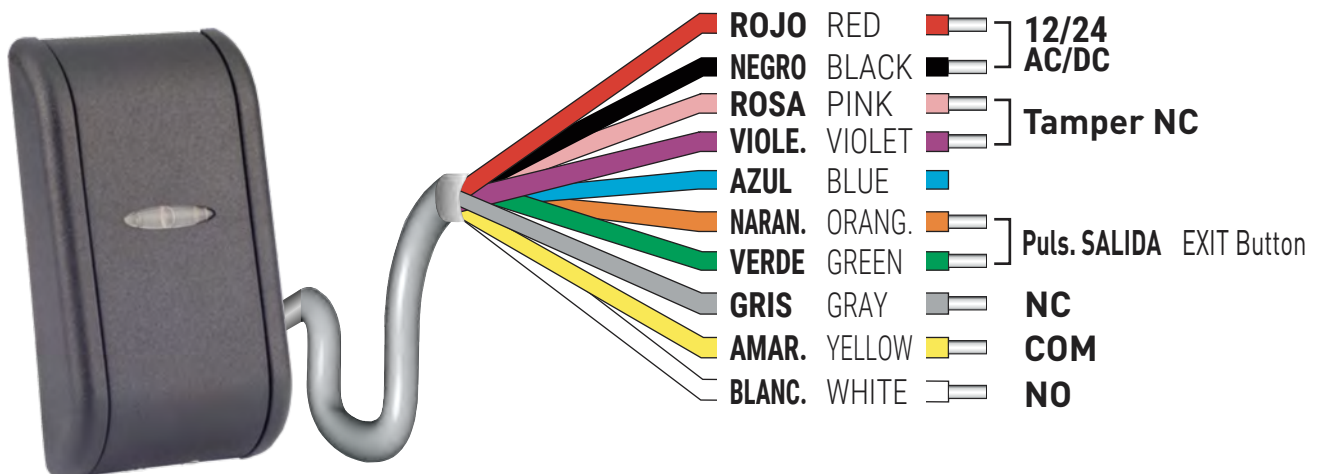 ROJO RED 12/24
NEGRO BLACK AC/DC
ROSA PINK
VIOLE. VIOLET Tamper NC
AZUL BLUE
NARAN. ORANG.
VERDE GREEN Puls. SALIDA EXIT Button
GRIS GRAY NC
AMAR. YELLOW COM
BLANC. WHITE NO